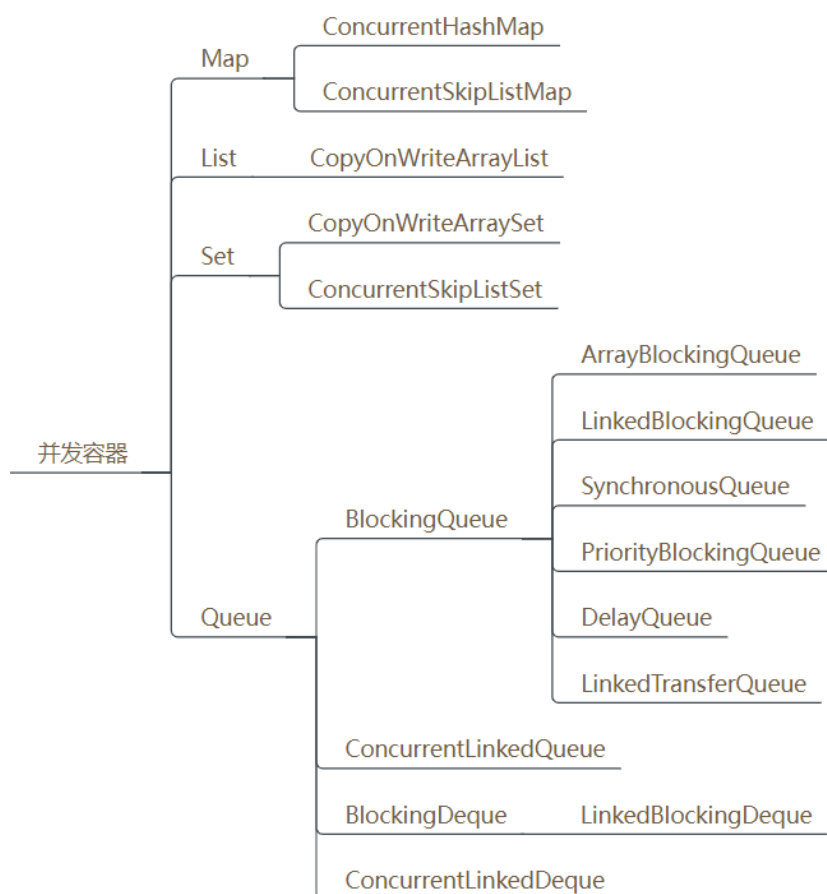 并发容器
Map
ConcurrentHashMap
ConcurrentSkipListMap
List
CopyOnWriteArrayList
Set
CopyOnWriteArraySet
ConcurrentSkipListSet
Queue
BlockingQueue
ArrayBlockingQueue
LinkedBlockingQueue
SynchronousQueue
PriorityBlockingQueue
DelayQueue
LinkedTransferQueue
ConcurrentLinkedQueue
BlockingDeque
LinkedBlockingDeque
ConcurrentLinkedDeque